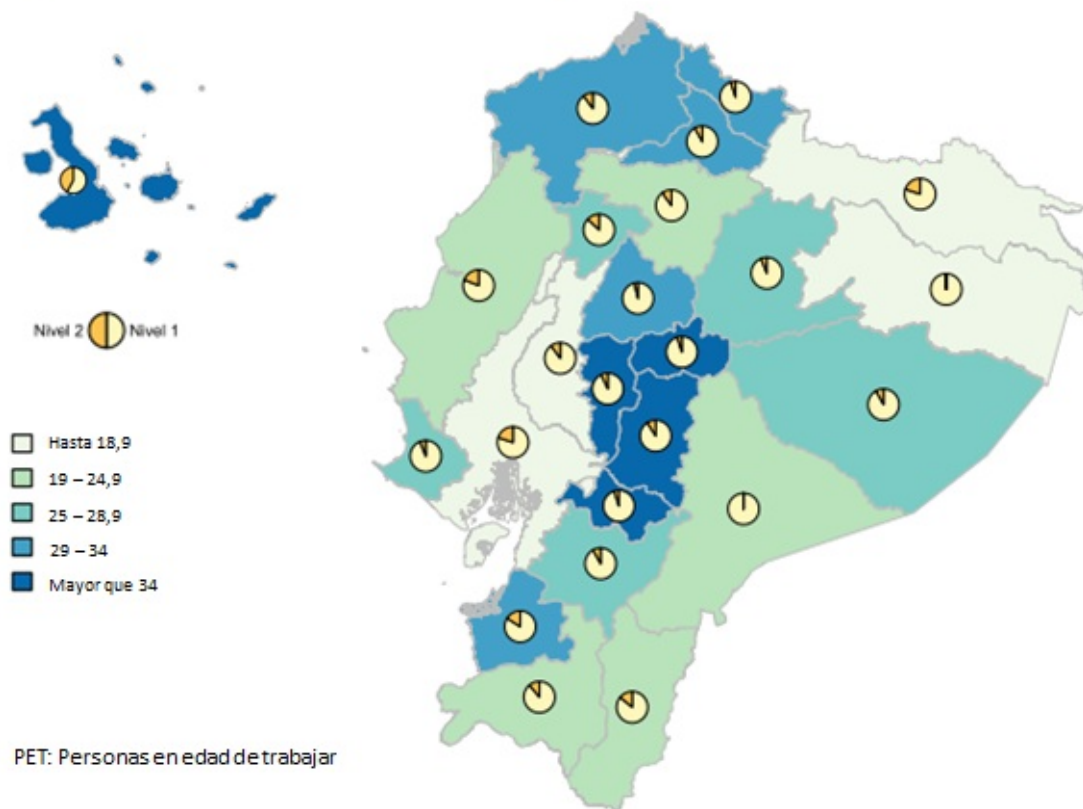 Nivel 2 Nivel 1
Hasta 18,9
19 – 24,9
25 – 28,9
29 – 34
Mayor que 34
PET: Personas en edad de trabajar